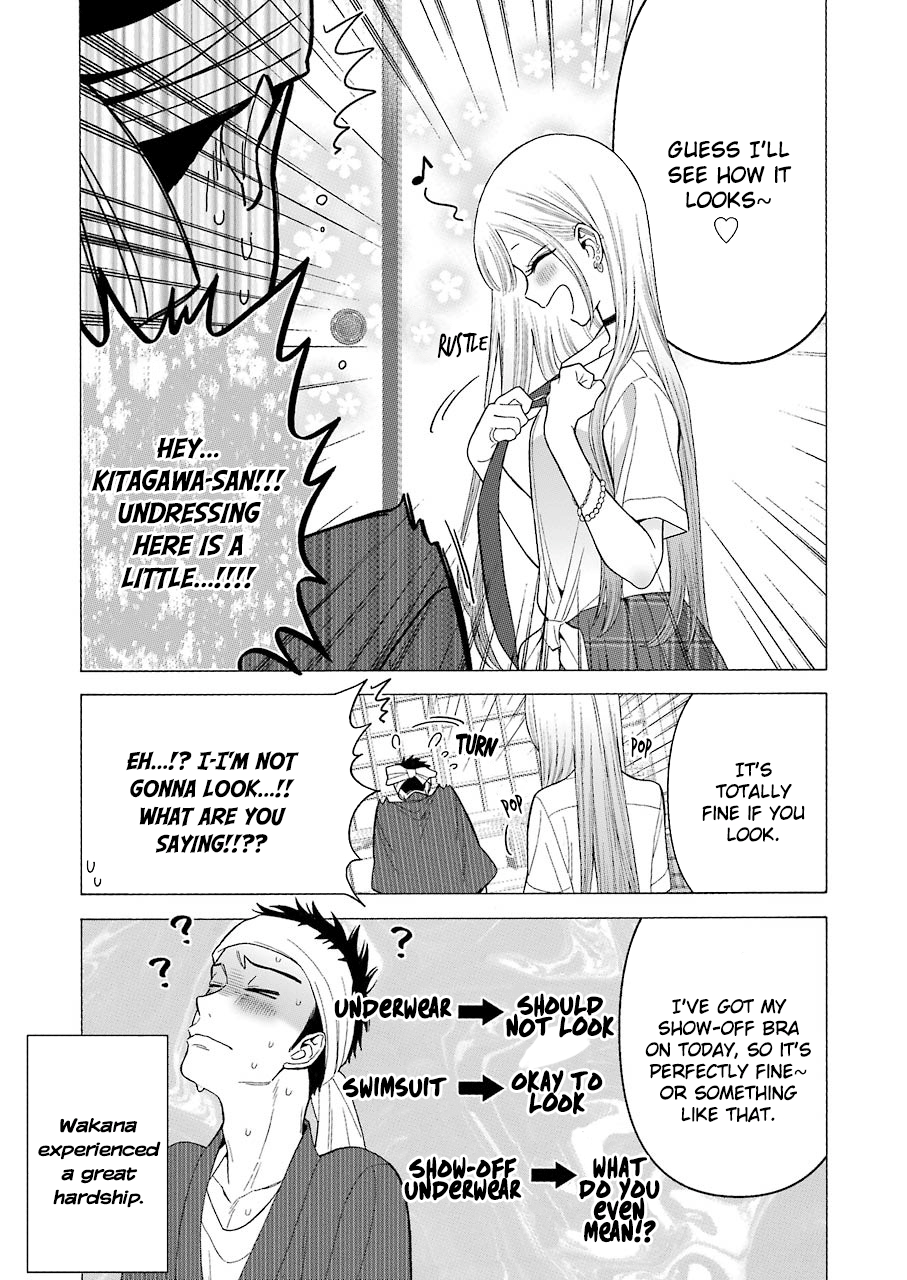 GUESS I'LL
SEE HOW IT
LOOKS~
♡
RUSTLE
HEY...
KITAGAWA-SAN!!!
UNDRESSING
HERE IS A
LITTLE...!!!!
IT'S
TOTALLY
FINE IF YOU
LOOK.
POP
POP
TURN
EH...!? I-I'M NOT
GONNA LOOK...!!
WHAT ARE YOU
SAYING!!??
I'VE GOT MY
SHOW-OFF BRA
ON TODAY, SO IT'S
PERFECTLY FINE~
OR SOMETHING
LIKE THAT.
?
?
?
UNDERWEAR ➡ SHOULD
NOT LOOK
SWIMSUIT ➡ OKAY TO
LOOK
SHOW-OFF
UNDERWEAR ➡ WHAT
DO YOU
EVEN
MEAN!?
Wakana
experienced
a great
hardship.